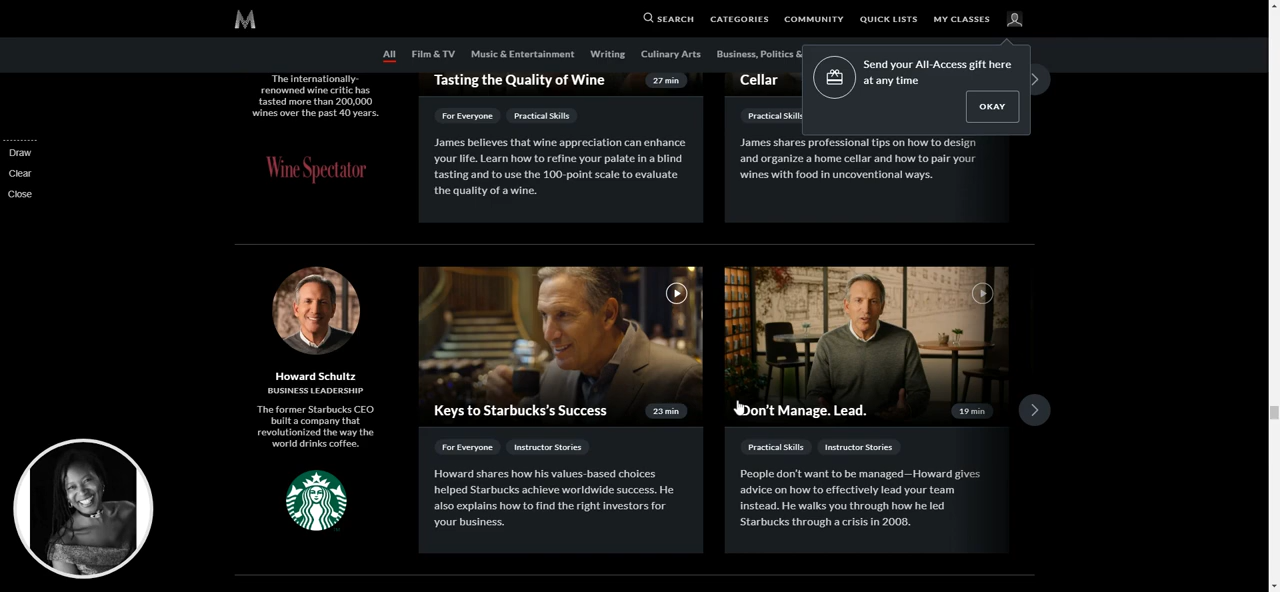 M
SEARCH
CATEGORIES
COMMUNITY
QUICK LISTS
MY CLASSES
All
Film & TV
Music & Entertainment
Writing
Culinary Arts
Business, Politics &
Send your All-Access gift here
at any time
OKAY
Draw
Clear
Close
The internationally-
renowned wine critic has
tasted more than 200,000
wines over the past 40 years.
Wine Spectator
Tasting the Quality of Wine
27 min
For Everyone
Practical Skills
James believes that wine appreciation can enhance
your life. Learn how to refine your palate in a blind
tasting and to use the 100-point scale to evaluate
the quality of a wine.
Cellar
Practical Skills
James shares professional tips on how to design
and organize a home cellar and how to pair your
wines with food in uncoventional ways.
Howard Schultz
BUSINESS LEADERSHIP
The former Starbucks CEO
built a company that
revolutionized the way the
world drinks coffee.
Keys to Starbucks's Success
23 min
For Everyone
Instructor Stories
Howard shares how his values-based choices
helped Starbucks achieve worldwide success. He
also explains how to find the right investors for
your business.
Don't Manage. Lead.
19 min
Practical Skills
Instructor Stories
People don't want to be managed—Howard gives
advice on how to effectively lead your team
instead. He walks you through how he led
Starbucks through a crisis in 2008.